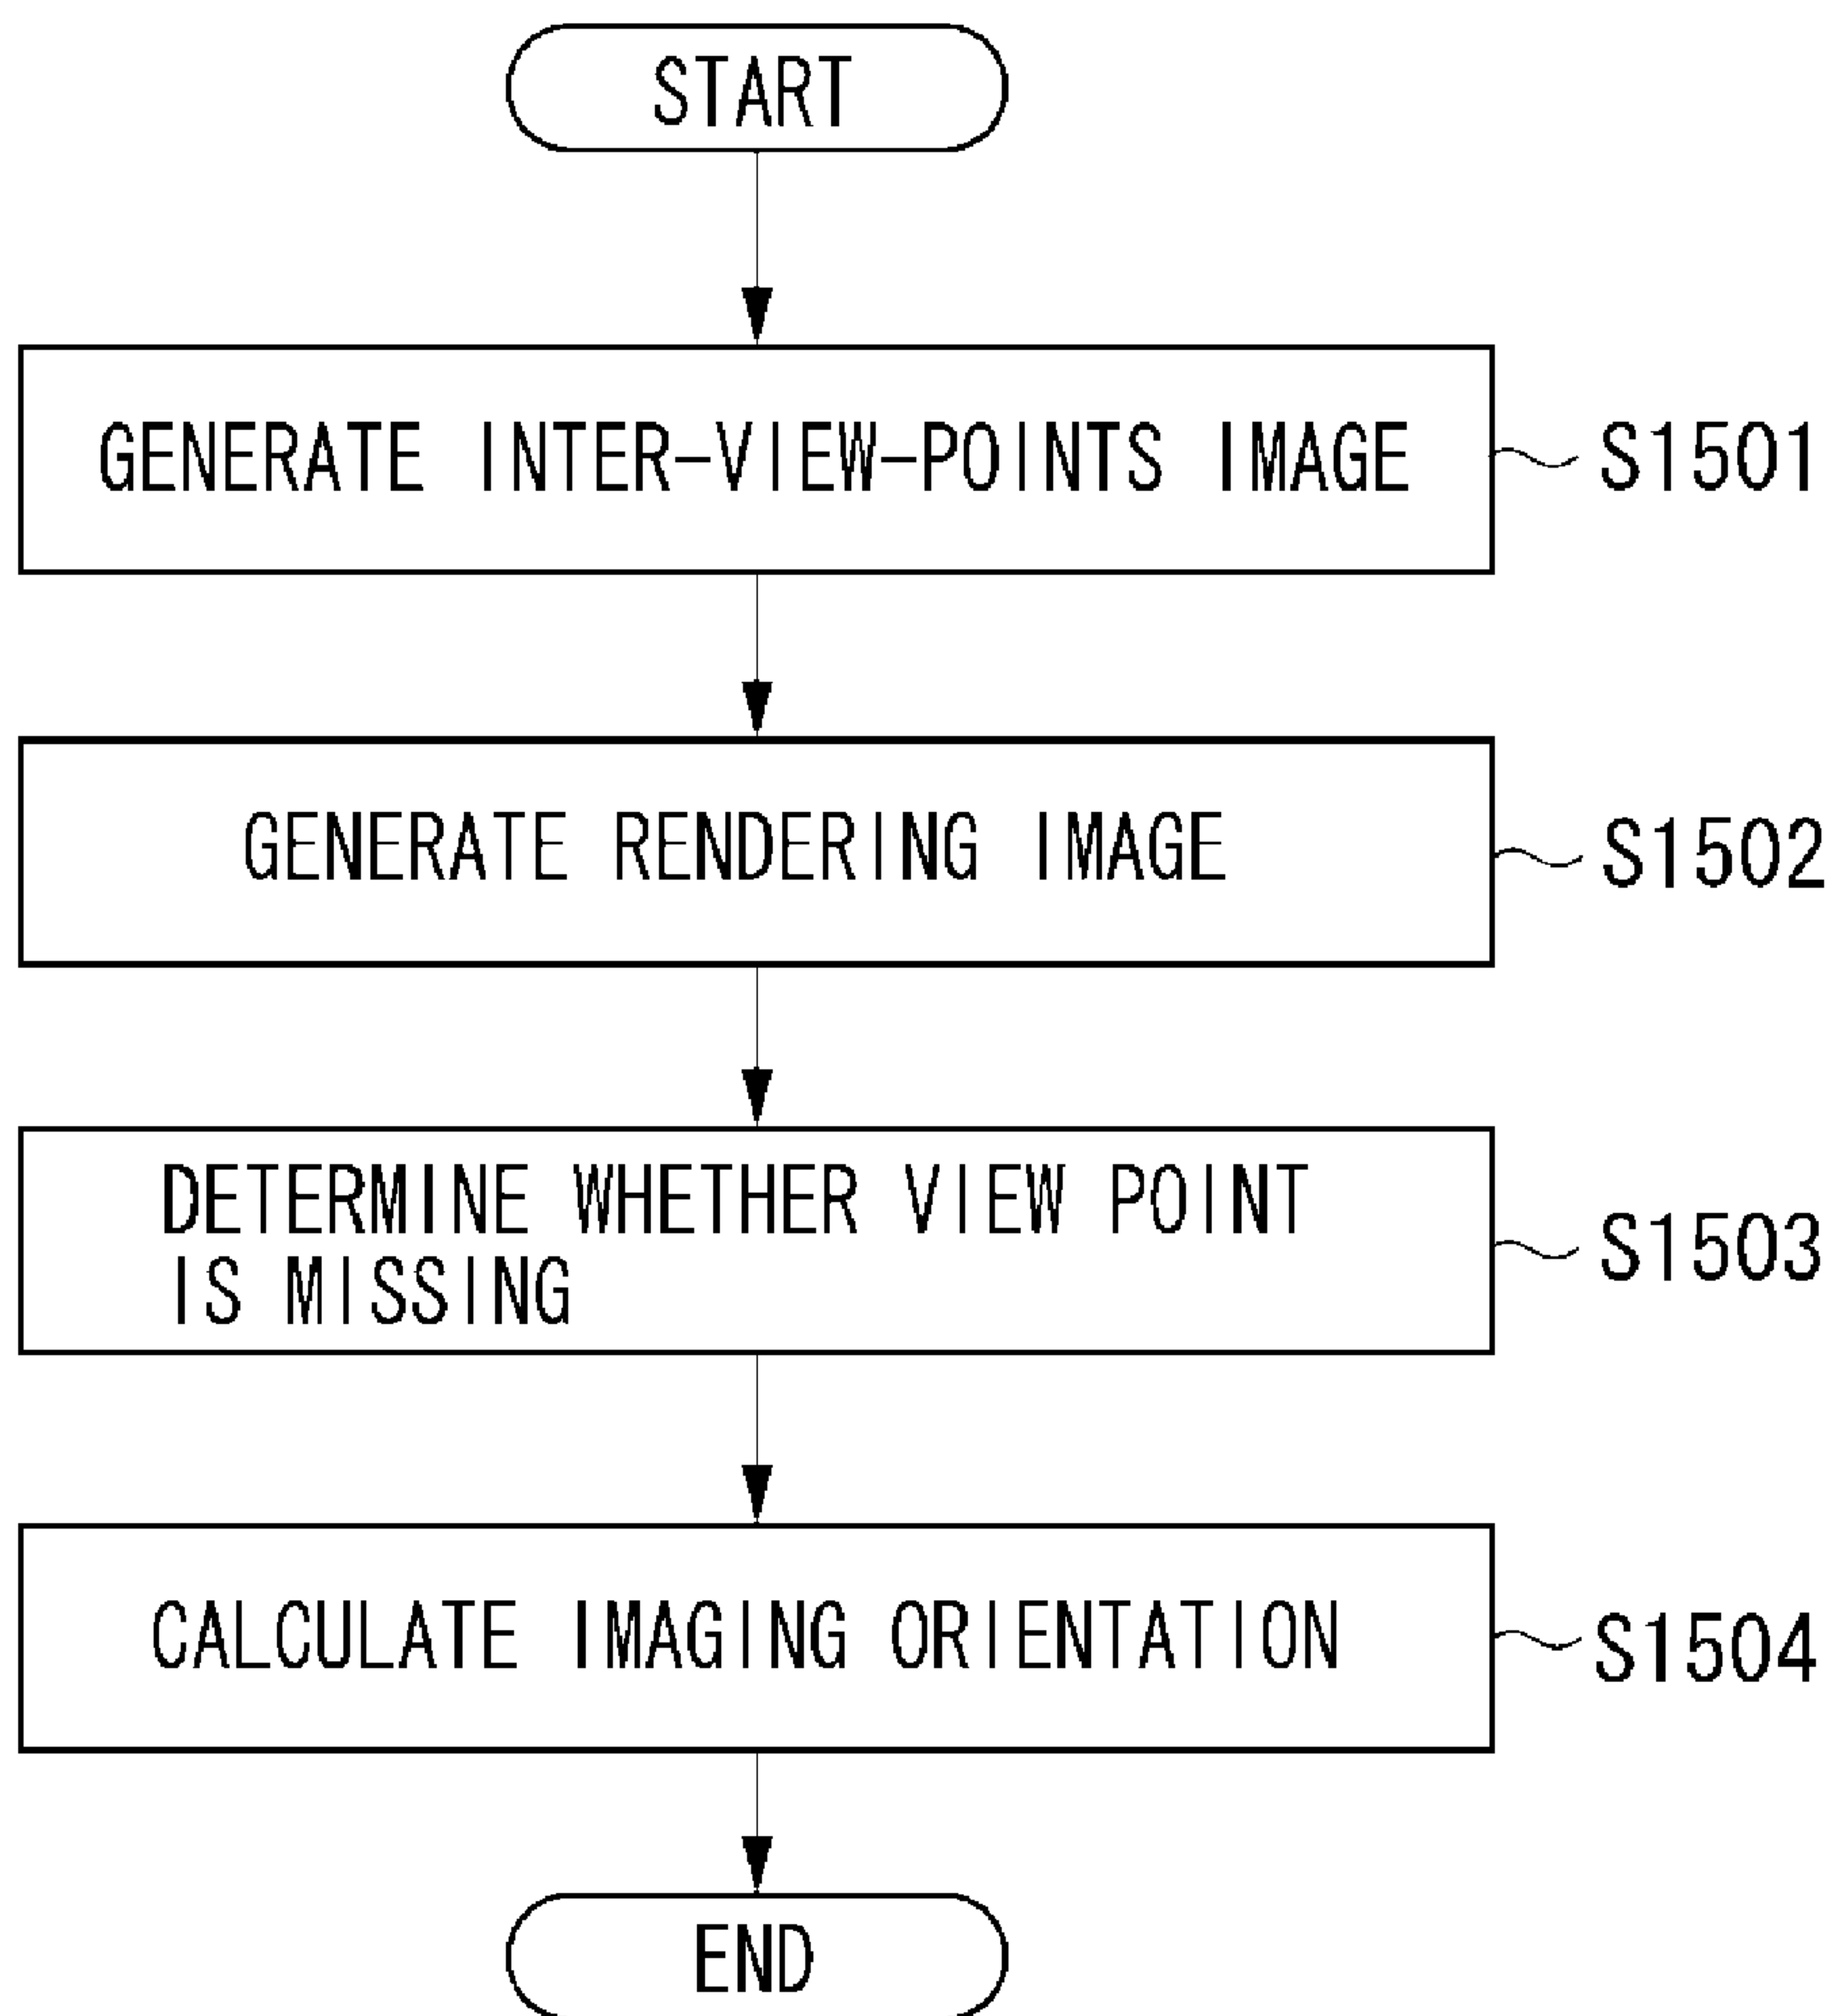 START
GENERATE INTER-VIEW-POINTS IMAGE
S1501
GENERATE RENDERING IMAGE
S1502
DETERMINE WHETHER VIEW POINT
IS MISSING
S1503
CALCULATE IMAGING ORIENTATION
S1504
END